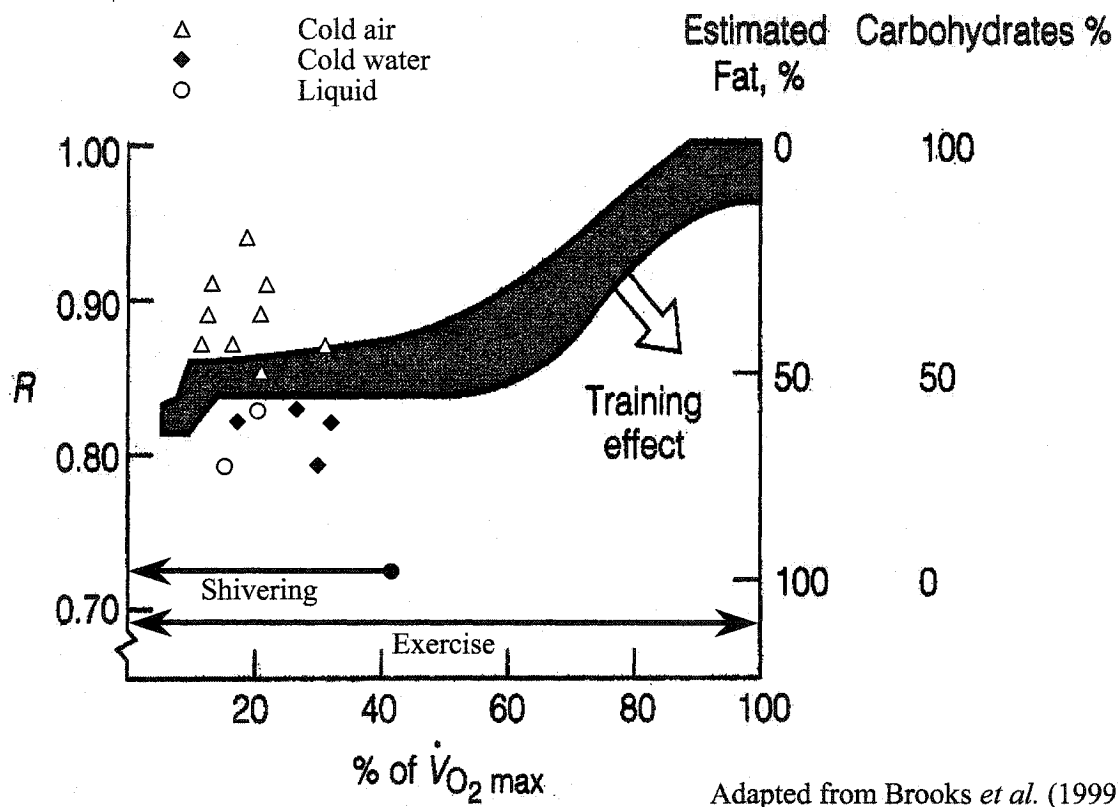 Cold air
Cold water
Liquid
Estimated Carbohydrates %
Fat, %
1.00
0.90
0.80
0.70
R
0 100
50 50
100 0
Training
effect
Shivering
Exercise
20 40 60 80 100
% of V̇O₂ max
Adapted from Brooks et al. (1999